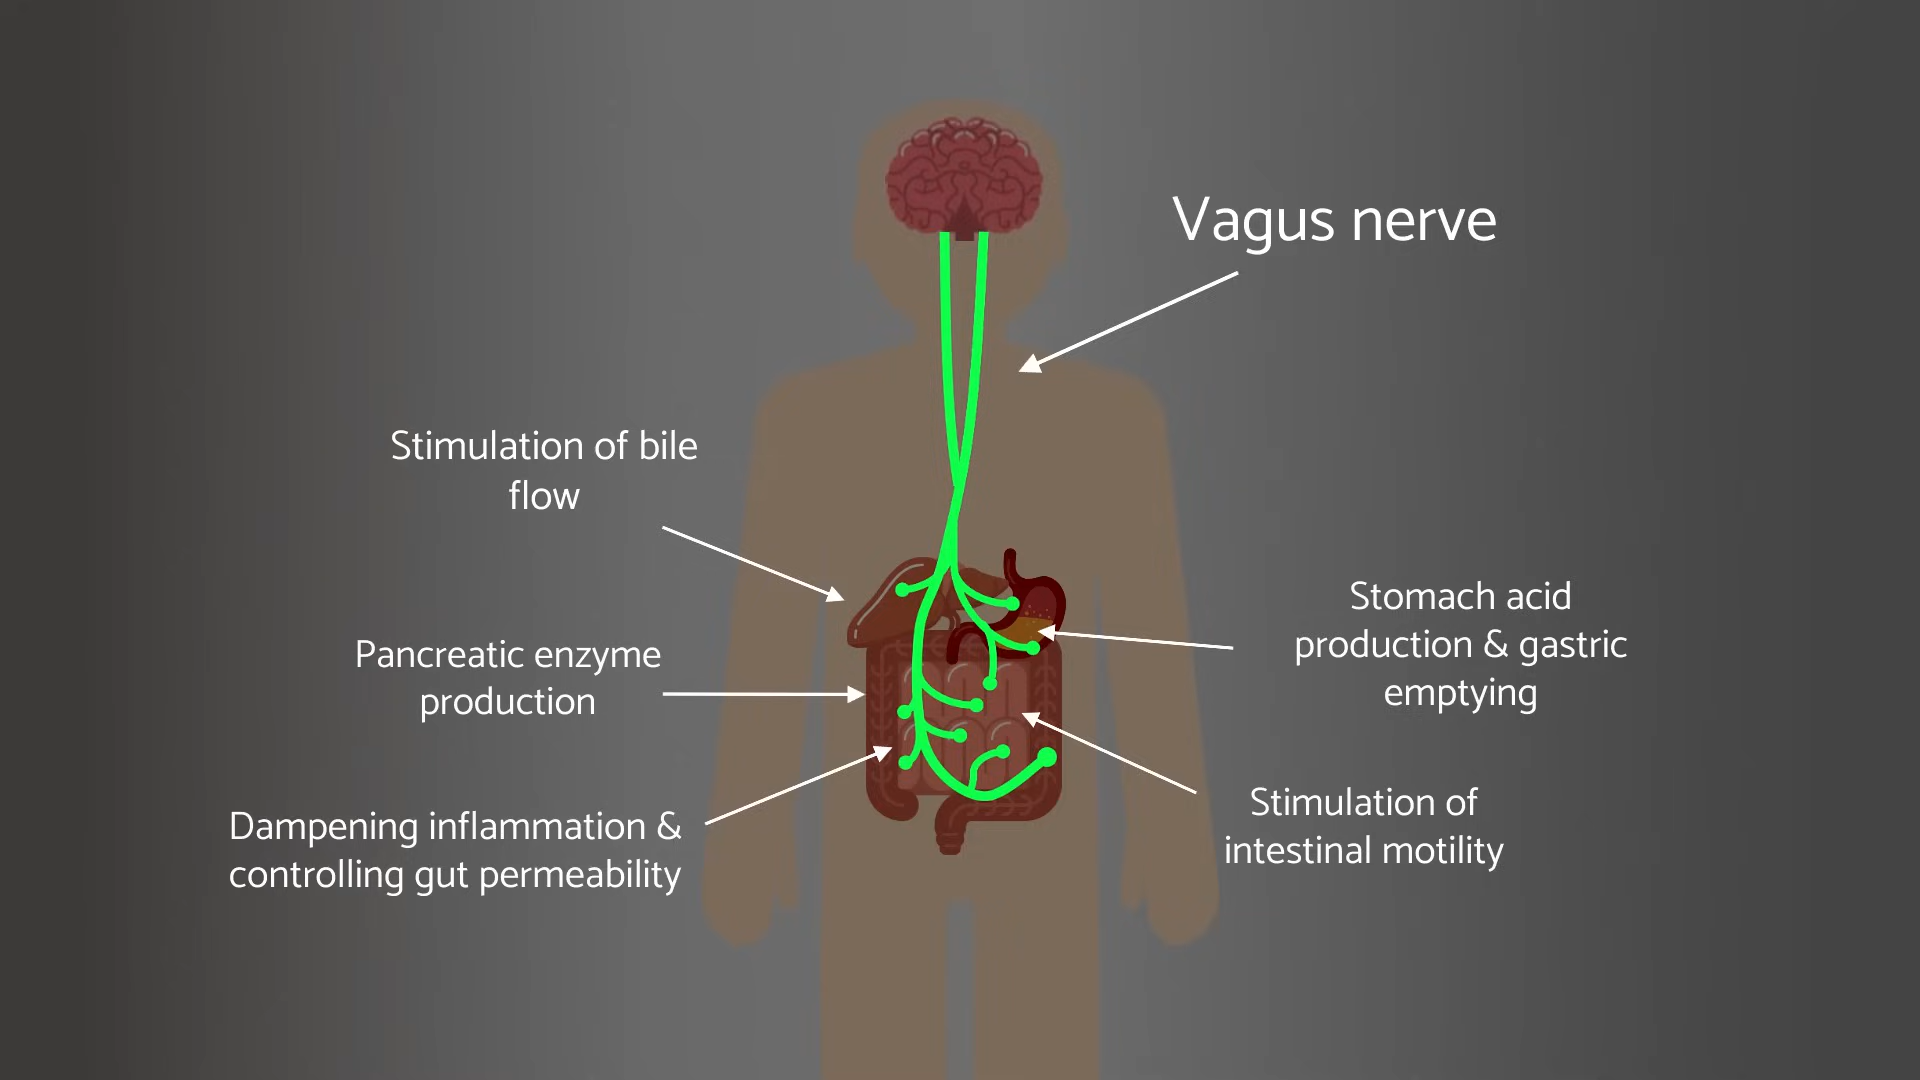 Vagus nerve
Stimulation of bile
flow
Stomach acid
production & gastric
emptying
Pancreatic enzyme
production
Stimulation of
intestinal motility
Dampening inflammation &
controlling gut permeability